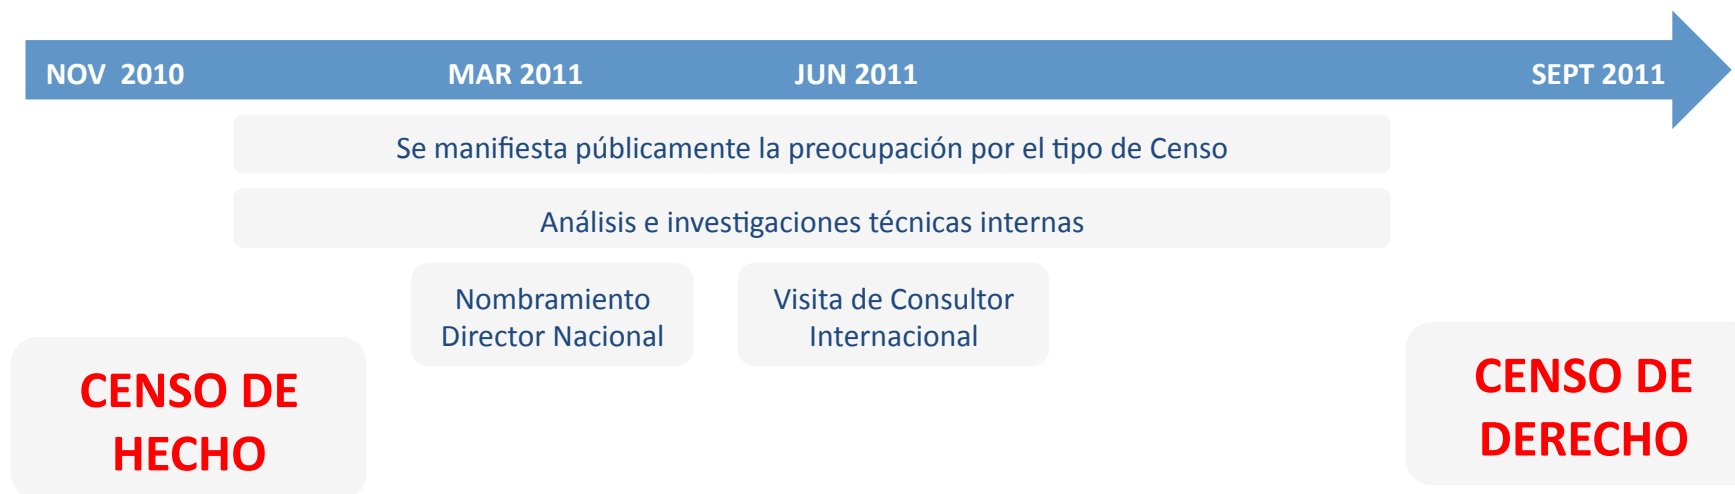 NOV 2010 MAR 2011 JUN 2011 SEPT 2011
Se manifiesta públicamente la preocupación por el tipo de Censo
Análisis e investigaciones técnicas internas
Nombramiento
Director Nacional
Visita de Consultor
Internacional
CENSO DE
HECHO
CENSO DE
DERECHO